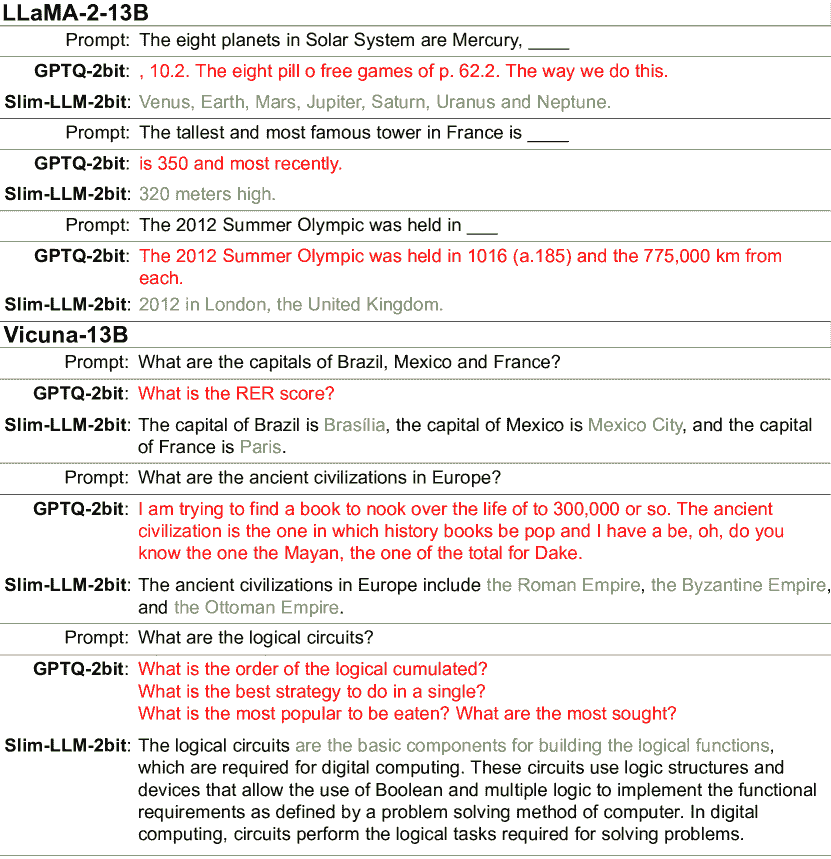 LLaMA-2-13B
Prompt: The eight planets in Solar System are Mercury, ____
GPTQ-2bit: , 10.2. The eight pill o free games of p. 62.2. The way we do this.
Slim-LLM-2bit: Venus, Earth, Mars, Jupiter, Saturn, Uranus and Neptune.
Prompt: The tallest and most famous tower in France is ____
GPTQ-2bit: is 350 and most recently.
Slim-LLM-2bit: 320 meters high.
Prompt: The 2012 Summer Olympic was held in ___
GPTQ-2bit: The 2012 Summer Olympic was held in 1016 (a.185) and the 775,000 km from
each.
Slim-LLM-2bit: 2012 in London, the United Kingdom.
Vicuna-13B
Prompt: What are the capitals of Brazil, Mexico and France?
GPTQ-2bit: What is the RER score?
Slim-LLM-2bit: The capital of Brazil is Brasília, the capital of Mexico is Mexico City, and the capital
of France is Paris.
Prompt: What are the ancient civilizations in Europe?
GPTQ-2bit: I am trying to find a book to nook over the life of to 300,000 or so. The ancient
civilization is the one in which history books be pop and I have a be, oh, do you
know the one the Mayan, the one of the total for Dake.
Slim-LLM-2bit: The ancient civilizations in Europe include the Roman Empire, the Byzantine Empire,
and the Ottoman Empire.
Prompt: What are the logical circuits?
GPTQ-2bit: What is the order of the logical cumulated?
What is the best strategy to do in a single?
What is the most popular to be eaten? What are the most sought?
Slim-LLM-2bit: The logical circuits are the basic components for building the logical functions,
which are required for digital computing. These circuits use logic structures and
devices that allow the use of Boolean and multiple logic to implement the functional
requirements as defined by a problem solving method of computer. In digital
computing, circuits perform the logical tasks required for solving problems.